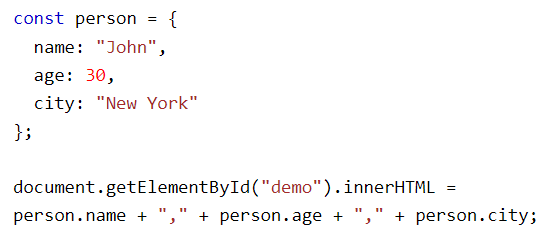 const person = {
  name: "John",
  age: 30,
  city: "New York"
};

document.getElementById("demo").innerHTML =
person.name + "," + person.age + "," + person.city;